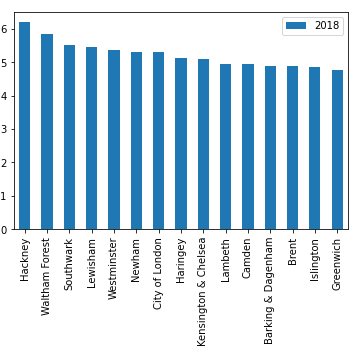 2018
6
5
4
3
2
1
0
Hackney
Waltham Forest
Southwark
Lewisham
Westminster
Newham
City of London
Haringey
Kensington & Chelsea
Lambeth
Camden
Barking & Dagenham
Brent
Islington
Greenwich